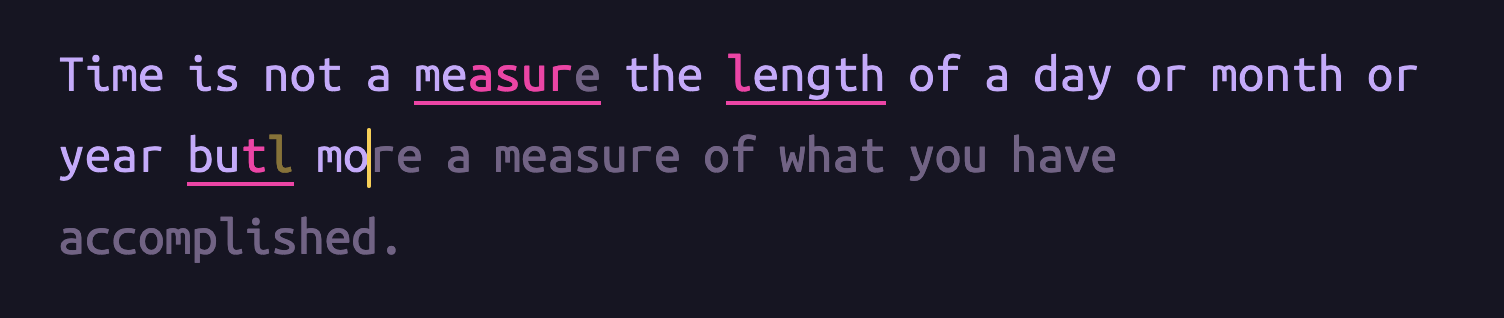 Time is not a measure the length of a day or month or
year butl more a measure of what you have
accomplished.